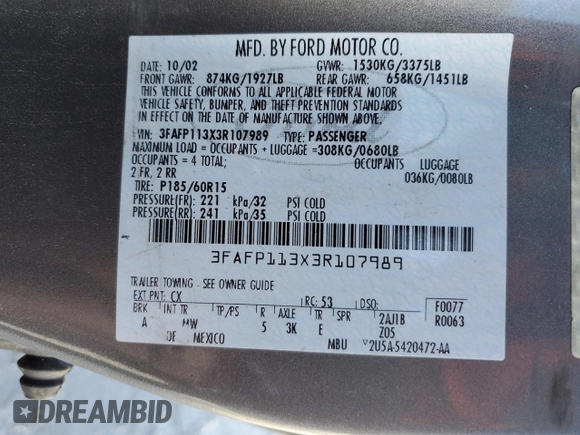 MFD. BY FORD MOTOR CO.
DATE: 10/02 GVWR: 1530KG/3375LB
FRONT GAWR: 874KG/1927LB REAR GAWR: 658KG/1451LB
THIS VEHICLE CONFORMS TO ALL APPLICABLE FEDERAL MOTOR
VEHICLE SAFETY, BUMPER, AND THEFT PREVENTION STANDARDS
IN EFFECT ON THE DATE OF MANUFACTURE SHOWN ABOVE.
VIN: 3FAFP113X3R107989 TYPE: PASSENGER
MAXIMUM LOAD = OCCUPANTS + LUGGAGE =308KG/0680LB
OCCUPANTS = 4 TOTAL; OCCUPANTS LUGGAGE
2 FR, 2 RR 036KG/0080LB
TIRE: P185/60R15
PRESSURE(FR) 221 kPa/32 PSI COLD
PRESSURE(RR) 241 kPa/35 PSI COLD
3FAFP113X3R107989
TRAILER TOWING - SEE OWNER GUIDE
EXT PNT: CX RC: 53 DSO: F0077
BRK INT TR TP/PS R AXLE TR SPR 2AJ1B R0063
A MW 5 3K E Z05
OF MEXICO MBU 2U5A-5420472-AA
DREAMBID